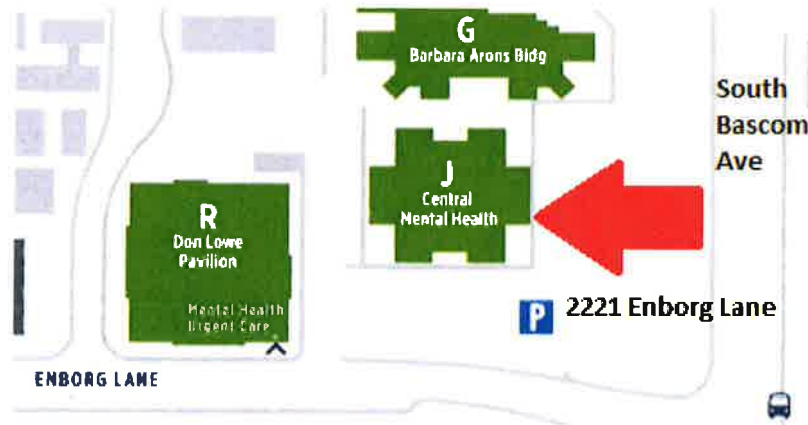 G
Barbara Arons Bldg
South
Bascom
Ave
J
Central
Mental Health
R
Don Lowe
Pavilion
Mental Health
Urgent Care
P
2221 Enborg Lane
ENBORG LANE